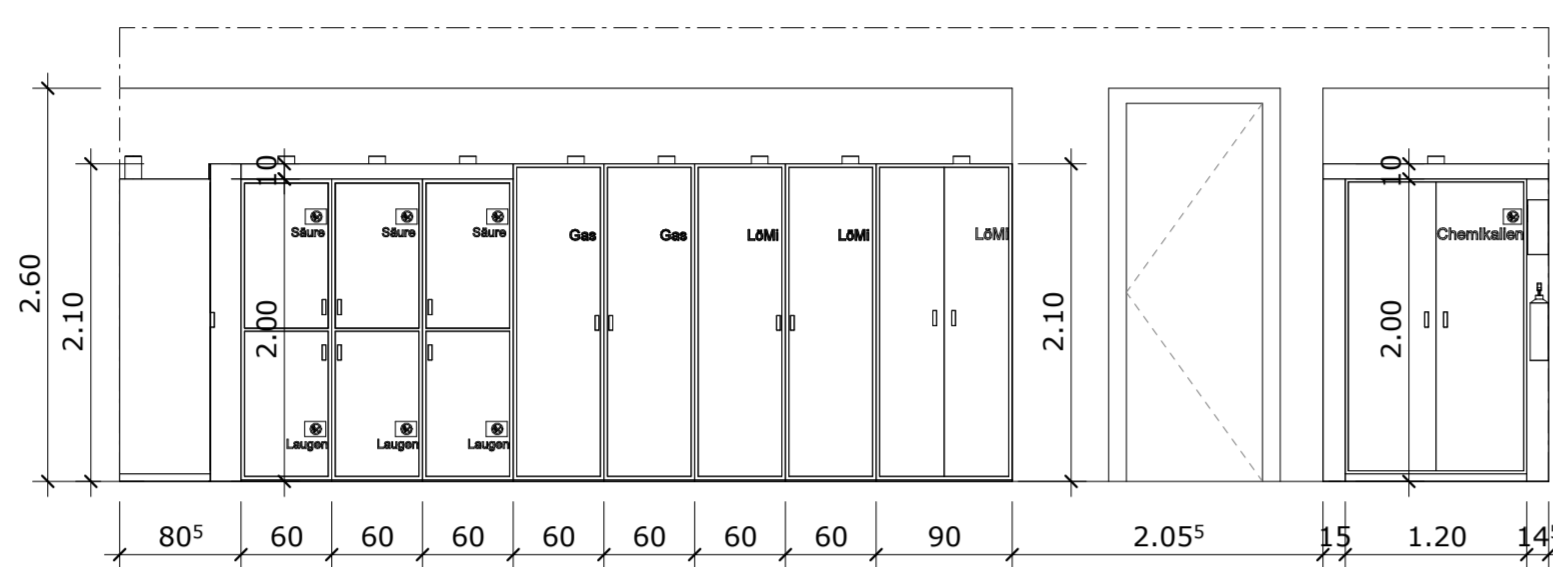 10
10
Säure
Säure
Säure
Gas
Gas
LöMi
LöMi
LöMi
Chemikalien
2.60
2.10
2.00
2.10
2.00
Laugen
Laugen
Laugen
80⁵
60
60
60
60
60
60
60
90
2.05⁵
15
1.20
14⁵